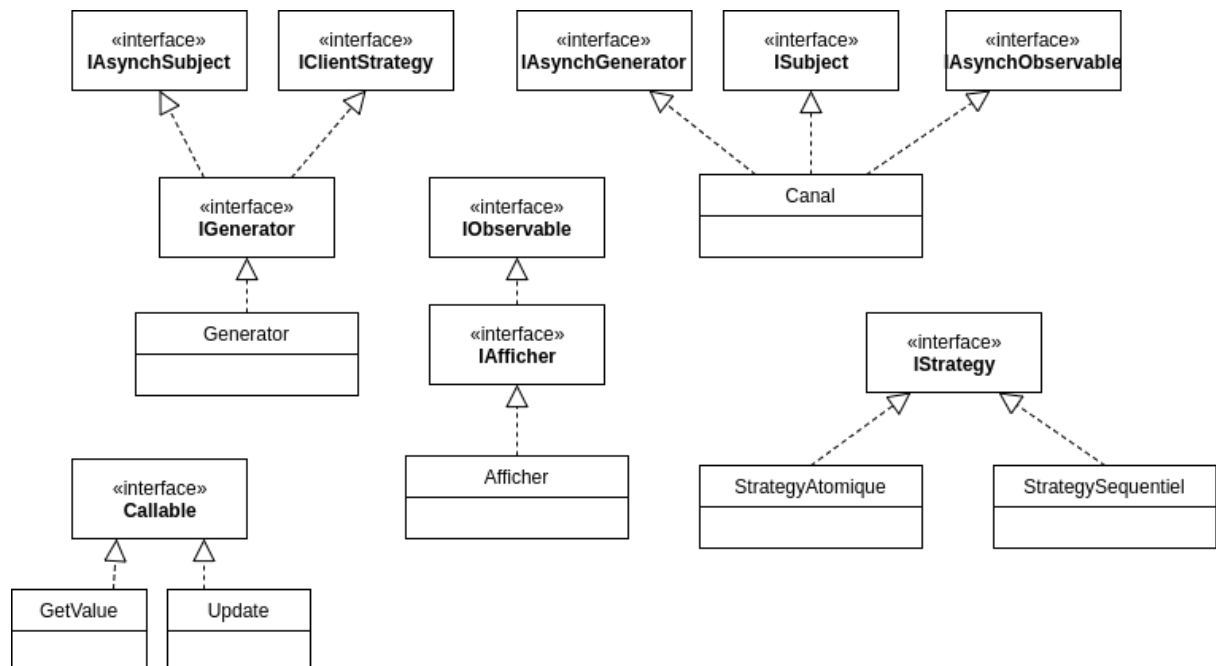 «interface»
IAsynchSubject
«interface»
IClientStrategy
«interface»
IAsynchGenerator
«interface»
ISubject
«interface»
IAsynchObservable
«interface»
IGenerator
«interface»
IObservable
Canal
Generator
«interface»
IAfficher
«interface»
IStrategy
«interface»
Callable
Afficher
StrategyAtomique
StrategySequentiel
GetValue
Update